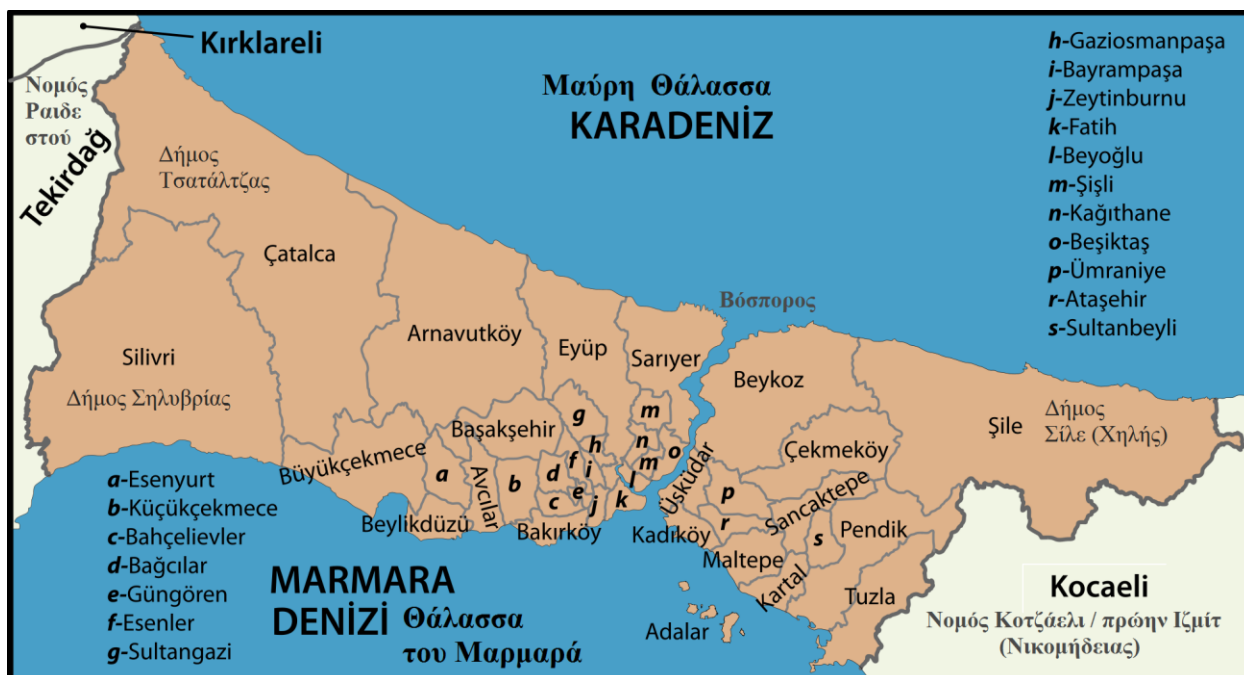 Kırklareli
Νομός
Ραιδε
στού
Tekirdağ
Μαύρη Θάλασσα
KARADENİZ
h-Gaziosmanpaşa
i-Bayrampaşa
j-Zeytinburnu
k-Fatih
l-Beyoğlu
m-Şişli
n-Kağıthane
o-Beşiktaş
p-Ümraniye
r-Ataşehir
s-Sultanbeyli
Δήμος
Τσατάλτζας
Çatalca
Βόσπορος
Arnavutköy
Eyüp
Sarıyer
Silivri
Δήμος Σηλυβρίας
Beykoz
Şile
Δήμος
Σίλε (Χηλής)
Büyükçekmece
Başakşehir
Avcılar
Beylikdüzü
Bakırköy
a
b
c
d
e
f
g
h
i
j
k
l
m
n
m
o
Üsküdar
Çekmeköy
Sancaktepe
p
r
s
Kadıköy
Pendik
Maltepe
Kartal
Tuzla
Adalar
a-Esenyurt
b-Küçükçekmece
c-Bahçelievler
d-Bağcılar
e-Güngören
f-Esenler
g-Sultangazi
MARMARA
DENİZİ
Θάλασσα
του Μαρμαρά
Kocaeli
Νομός Κοτζάελι / πρώην Ιζμίτ
(Νικομήδειας)